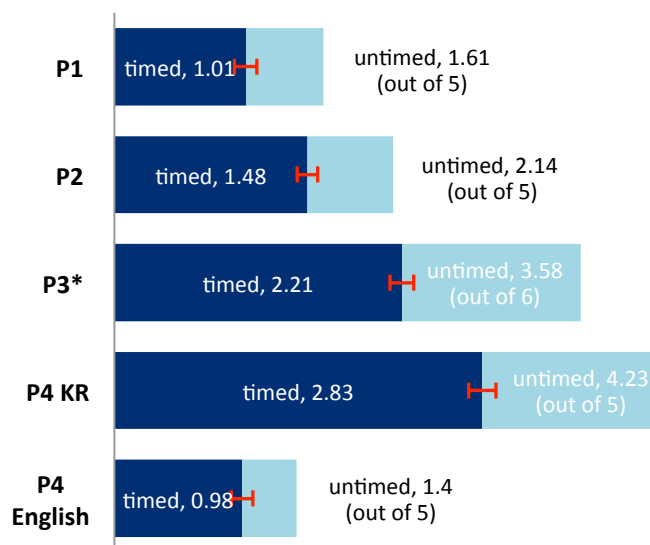 P1
timed, 1.01
untimed, 1.61
(out of 5)
P2
timed, 1.48
untimed, 2.14
(out of 5)
P3*
timed, 2.21
untimed, 3.58
(out of 6)
P4 KR
timed, 2.83
untimed, 4.23
(out of 5)
P4
English
timed, 0.98
untimed, 1.4
(out of 5)